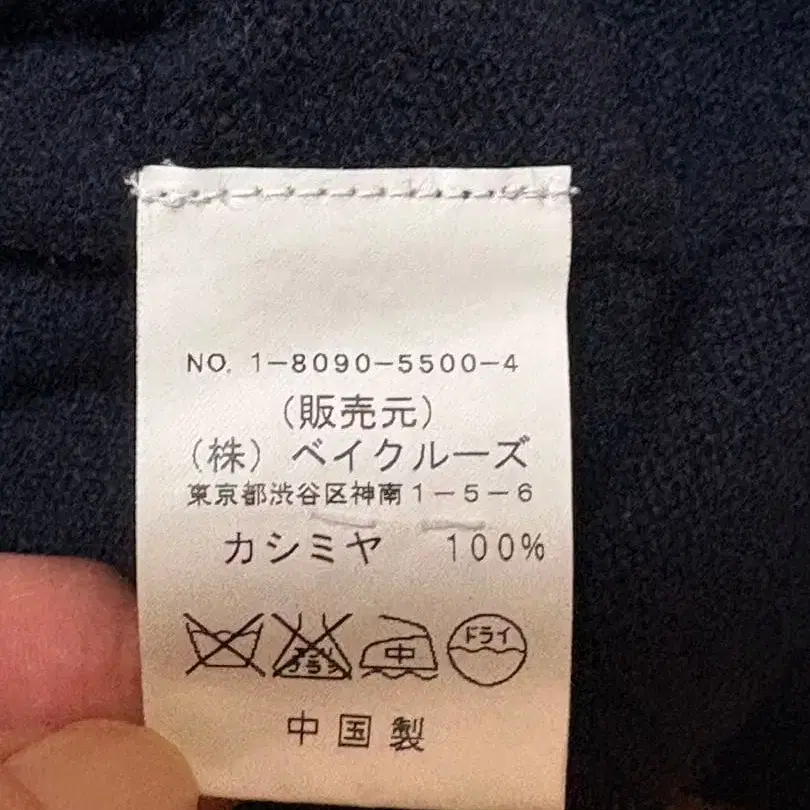 NO. 1-8090-5500-4
(販売元)
(株) ベイクルーズ
東京都渋谷区神南1-5-6
カシミヤ 100%
中 ドライ
中国製